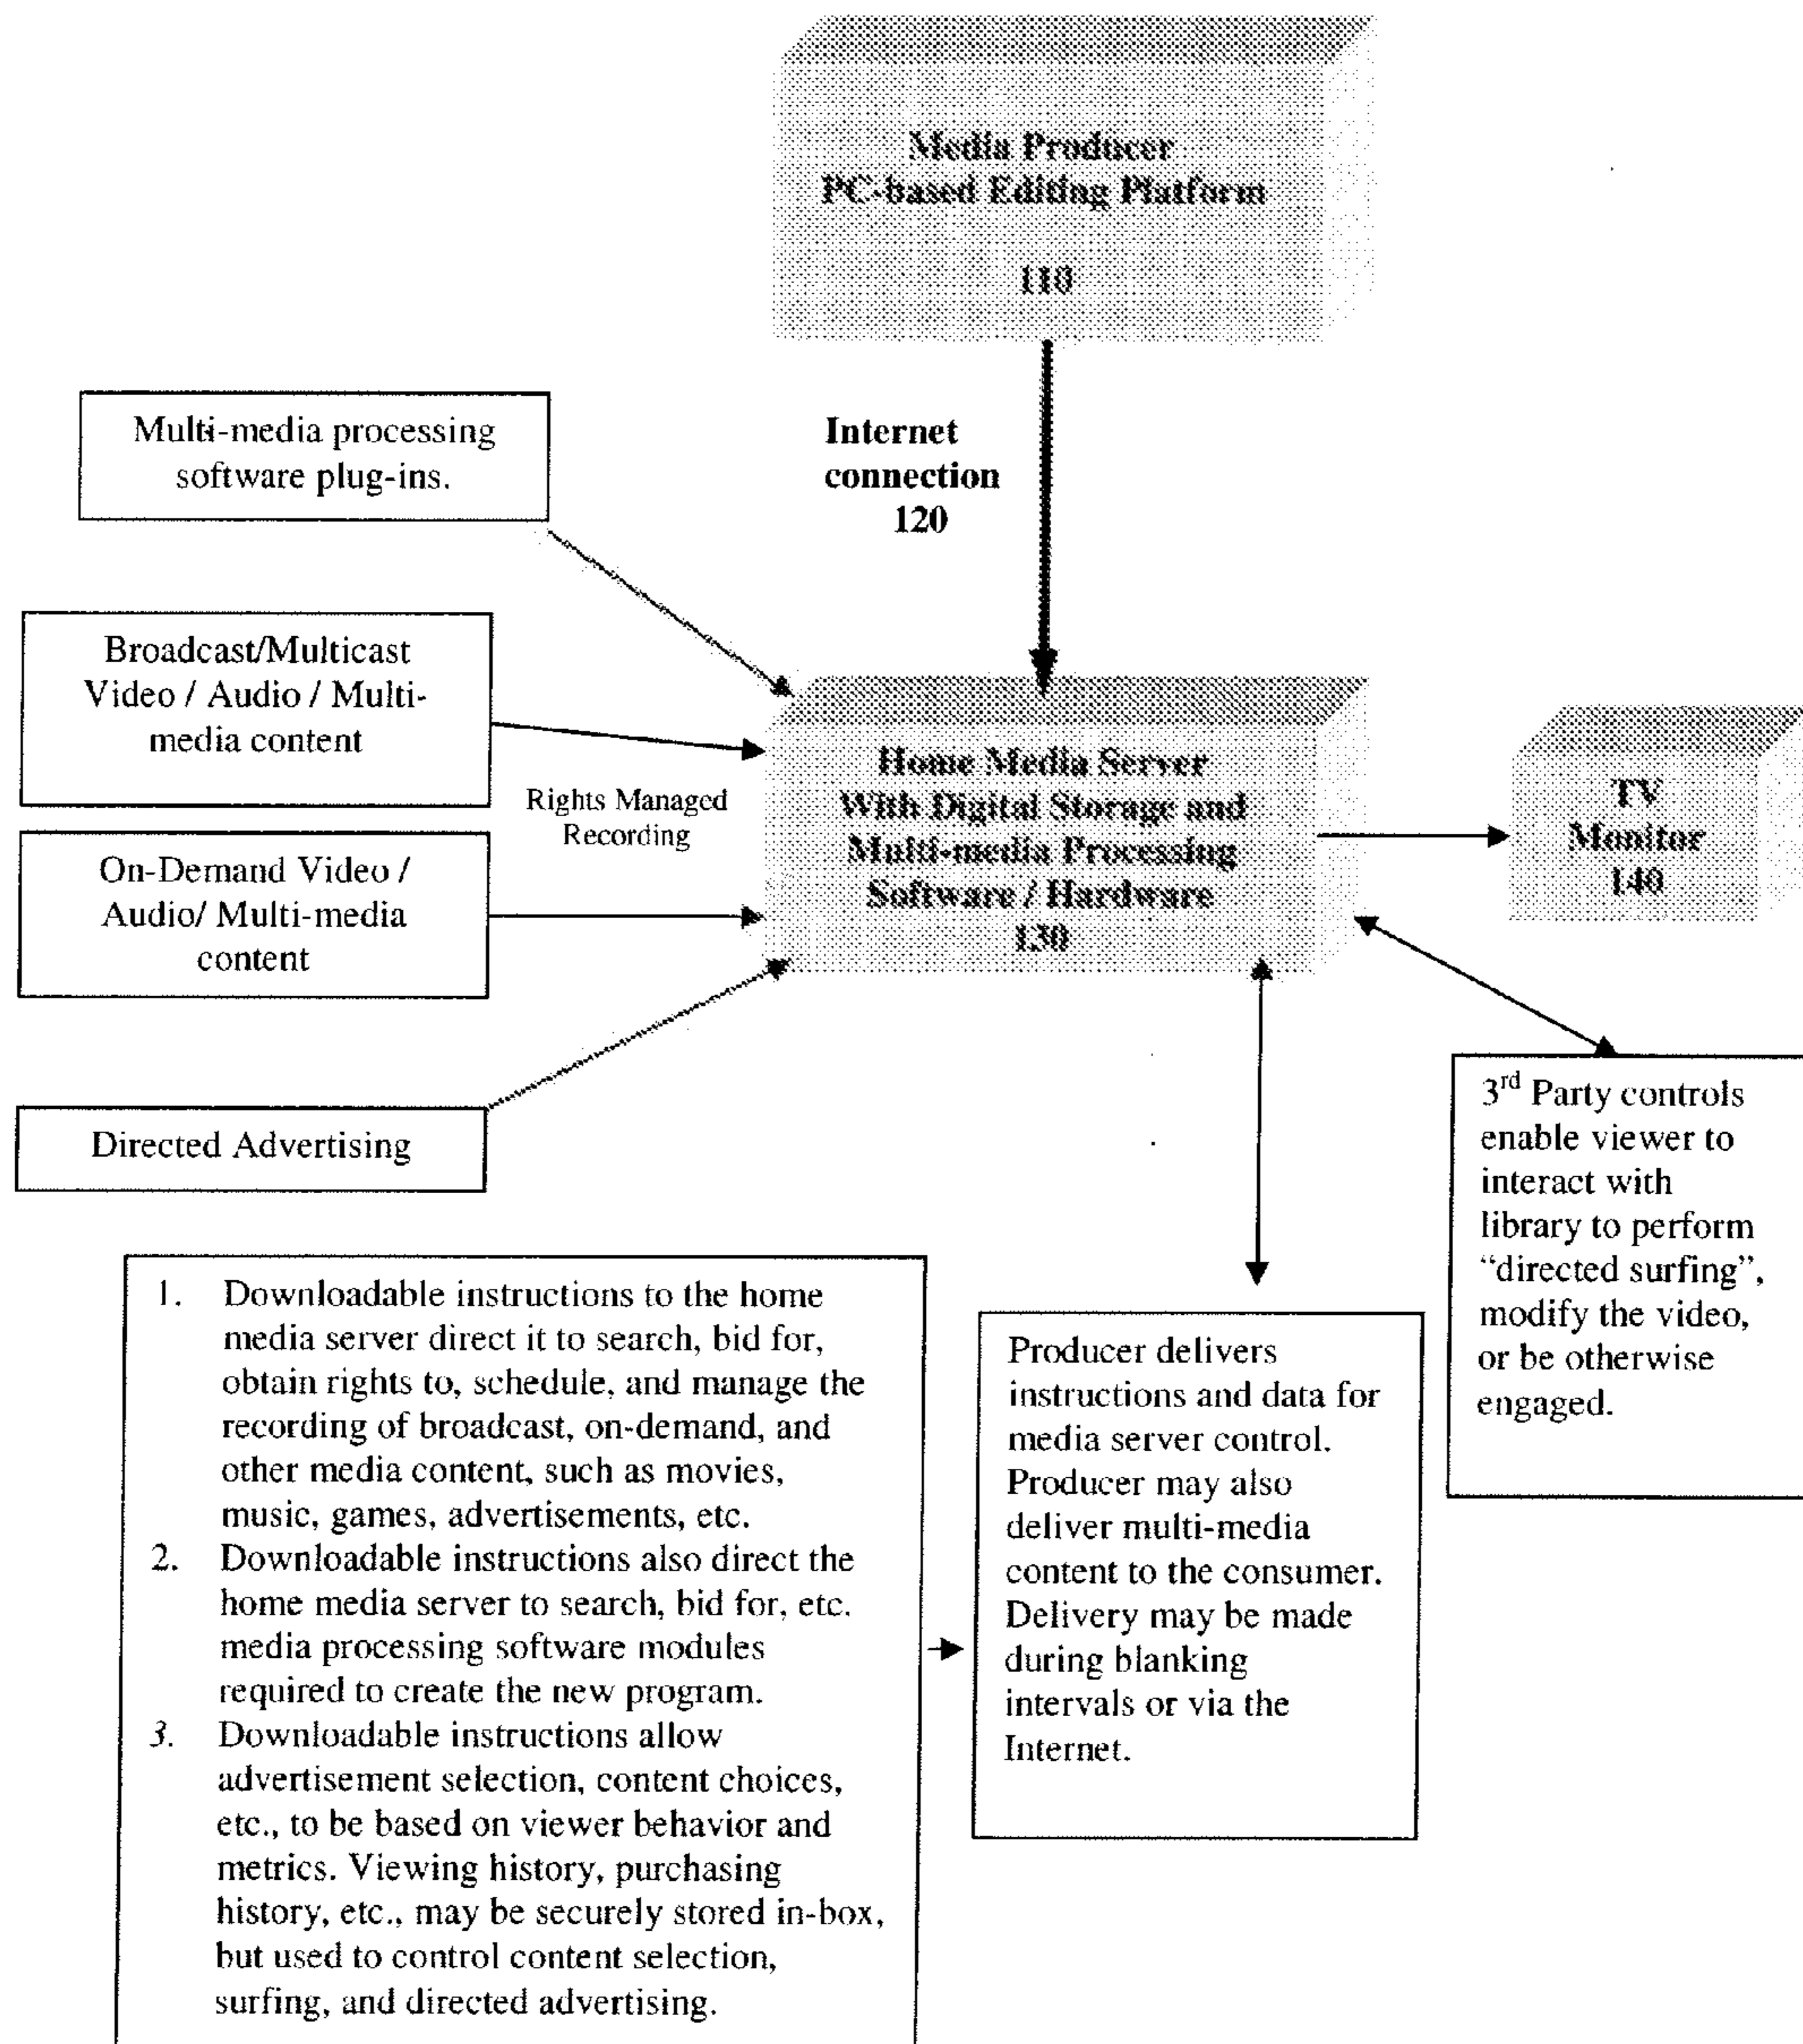 Media Producer
PC-based Editing Platform
110
Internet
connection
120
Multi-media processing
software plug-ins.
Broadcast/Multicast
Video / Audio / Multi-
media content
Rights Managed
Recording
On-Demand Video /
Audio/ Multi-media
content
Directed Advertising
Home Media Server
With Digital Storage and
Multi-media Processing
Software / Hardware
130
TV
Monitor
140
3rd Party controls
enable viewer to
interact with
library to perform
“directed surfing”,
modify the video,
or be otherwise
engaged.
1. Downloadable instructions to the home
media server direct it to search, bid for,
obtain rights to, schedule, and manage the
recording of broadcast, on-demand, and
other media content, such as movies,
music, games, advertisements, etc.
2. Downloadable instructions also direct the
home media server to search, bid for, etc.
media processing software modules
required to create the new program.
3. Downloadable instructions allow
advertisement selection, content choices,
etc., to be based on viewer behavior and
metrics. Viewing history, purchasing
history, etc., may be securely stored in-box,
but used to control content selection,
surfing, and directed advertising.
Producer delivers
instructions and data for
media server control.
Producer may also
deliver multi-media
content to the consumer.
Delivery may be made
during blanking
intervals or via the
Internet.